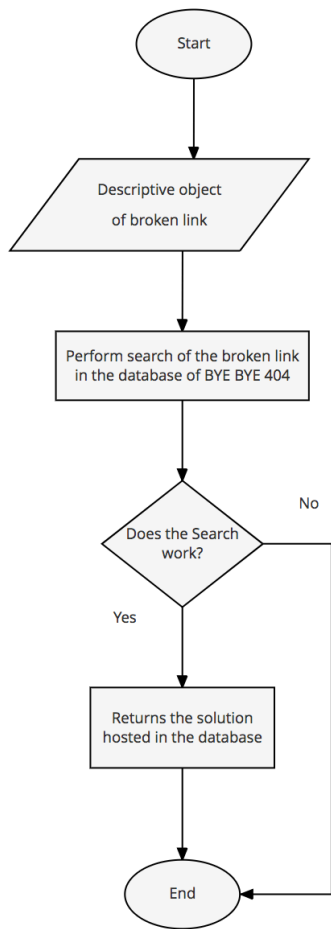 Start
Descriptive object
of broken link
Perform search of the broken link
in the database of BYE BYE 404
Does the Search
work?
No
Yes
Returns the solution
hosted in the database
End